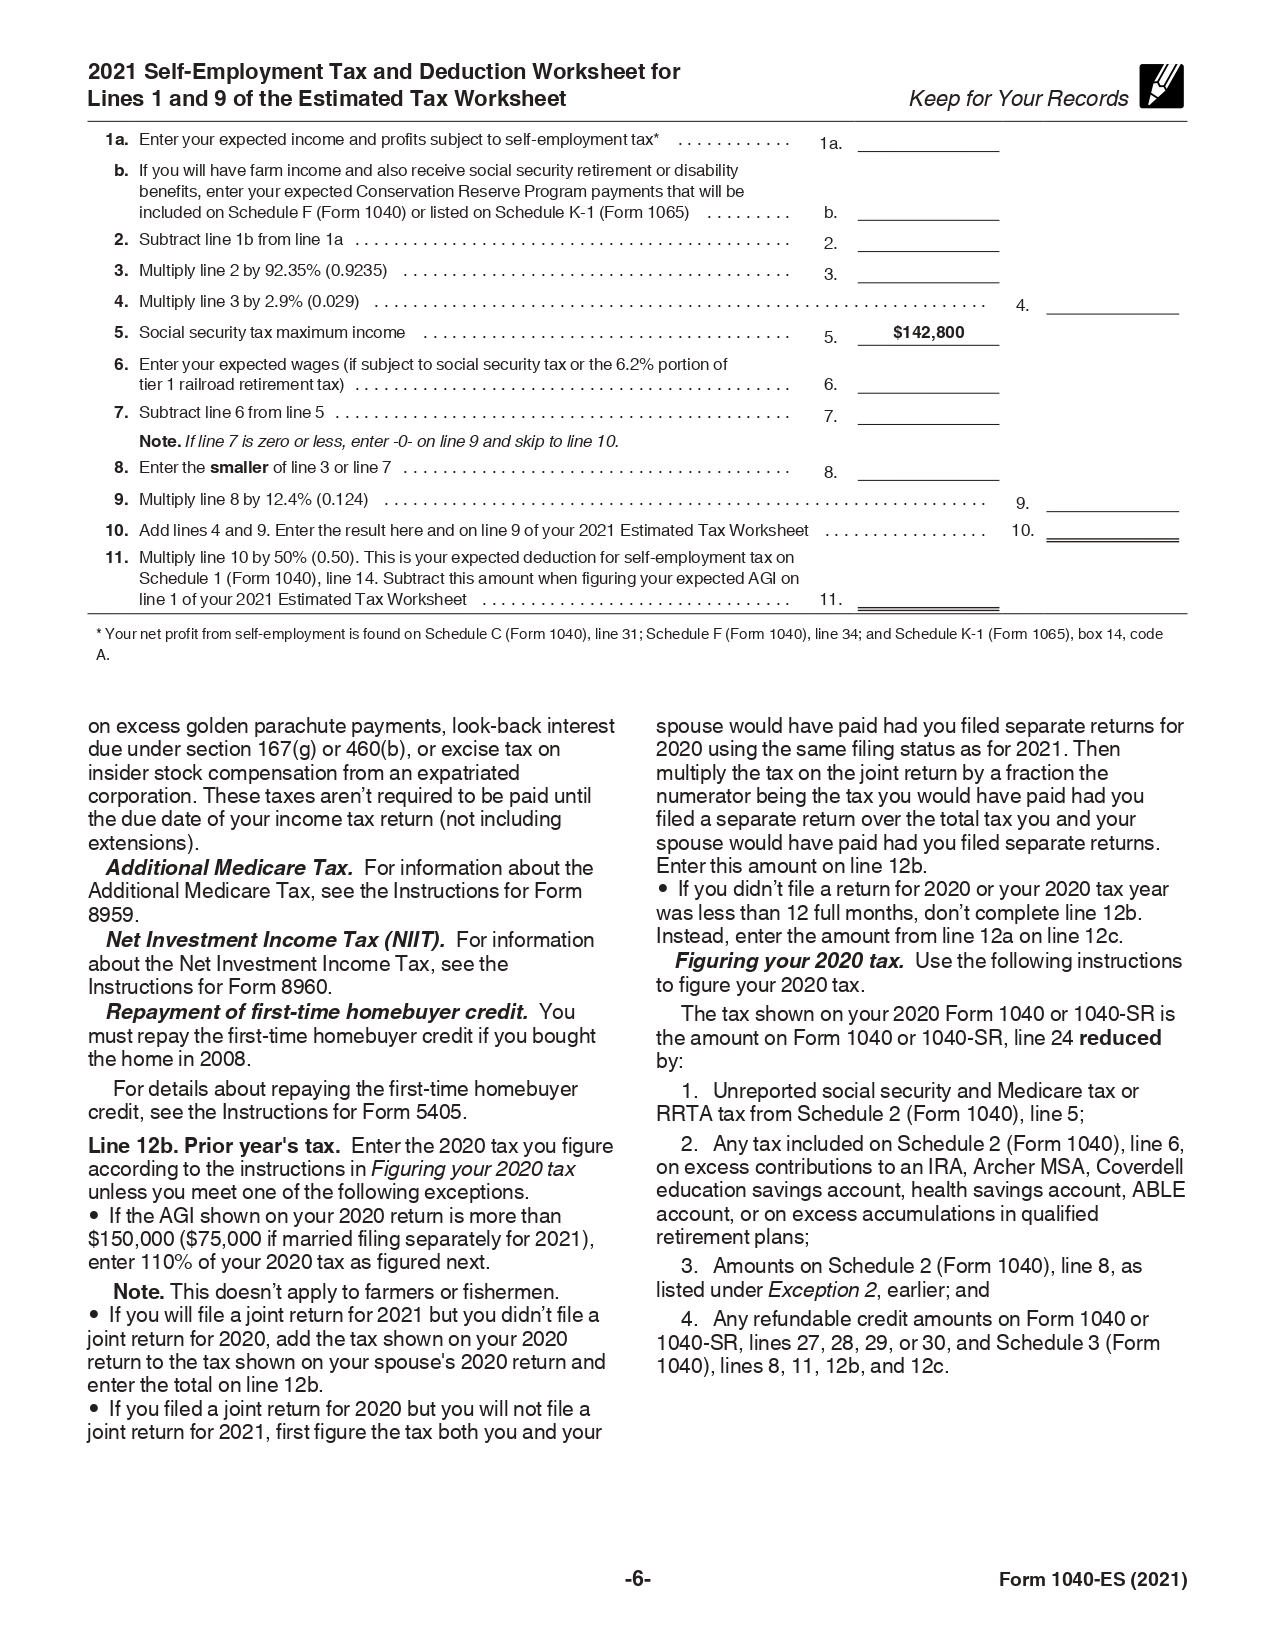 2021 Self-Employment Tax and Deduction Worksheet for
Lines 1 and 9 of the Estimated Tax Worksheet
Keep for Your Records
1a. Enter your expected income and profits subject to self-employment tax* . . . . . . . . . . . . 1a.
b. If you will have farm income and also receive social security retirement or disability
benefits, enter your expected Conservation Reserve Program payments that will be
included on Schedule F (Form 1040) or listed on Schedule K-1 (Form 1065) . . . . . . . . . b.
2. Subtract line 1b from line 1a . . . . . . . . . . . . . . . . . . . . . . . . . . . . . . . . . . . . . . . . . . . . . 2.
3. Multiply line 2 by 92.35% (0.9235) . . . . . . . . . . . . . . . . . . . . . . . . . . . . . . . . . . . . . . . . 3.
4. Multiply line 3 by 2.9% (0.029) . . . . . . . . . . . . . . . . . . . . . . . . . . . . . . . . . . . . . . . . . . . . . . . . . . . . . . . . . . . . . . . 4.
5. Social security tax maximum income . . . . . . . . . . . . . . . . . . . . . . . . . . . . . . . . . . . . . . 5. $142,800
6. Enter your expected wages (if subject to social security tax or the 6.2% portion of
tier 1 railroad retirement tax) . . . . . . . . . . . . . . . . . . . . . . . . . . . . . . . . . . . . . . . . . . . . . 6.
7. Subtract line 6 from line 5 . . . . . . . . . . . . . . . . . . . . . . . . . . . . . . . . . . . . . . . . . . . . . . . 7.
Note. If line 7 is zero or less, enter -0- on line 9 and skip to line 10.
8. Enter the smaller of line 3 or line 7 . . . . . . . . . . . . . . . . . . . . . . . . . . . . . . . . . . . . . . . . 8.
9. Multiply line 8 by 12.4% (0.124) . . . . . . . . . . . . . . . . . . . . . . . . . . . . . . . . . . . . . . . . . . . . . . . . . . . . . . . . . . . . . . 9.
10. Add lines 4 and 9. Enter the result here and on line 9 of your 2021 Estimated Tax Worksheet . . . . . . . . . . . . . . . . . 10.
11. Multiply line 10 by 50% (0.50). This is your expected deduction for self-employment tax on
Schedule 1 (Form 1040), line 14. Subtract this amount when figuring your expected AGI on
line 1 of your 2021 Estimated Tax Worksheet . . . . . . . . . . . . . . . . . . . . . . . . . . . . . . . . 11.
* Your net profit from self-employment is found on Schedule C (Form 1040), line 31; Schedule F (Form 1040), line 34; and Schedule K-1 (Form 1065), box 14, code
A.
on excess golden parachute payments, look-back interest
due under section 167(g) or 460(b), or excise tax on
insider stock compensation from an expatriated
corporation. These taxes aren’t required to be paid until
the due date of your income tax return (not including
extensions).
Additional Medicare Tax. For information about the
Additional Medicare Tax, see the Instructions for Form
8959.
Net Investment Income Tax (NIIT). For information
about the Net Investment Income Tax, see the
Instructions for Form 8960.
Repayment of first-time homebuyer credit. You
must repay the first-time homebuyer credit if you bought
the home in 2008.
For details about repaying the first-time homebuyer
credit, see the Instructions for Form 5405.
Line 12b. Prior year's tax. Enter the 2020 tax you figure
according to the instructions in Figuring your 2020 tax
unless you meet one of the following exceptions.
• If the AGI shown on your 2020 return is more than
$150,000 ($75,000 if married filing separately for 2021),
enter 110% of your 2020 tax as figured next.
Note. This doesn’t apply to farmers or fishermen.
• If you will file a joint return for 2021 but you didn’t file a
joint return for 2020, add the tax shown on your 2020
return to the tax shown on your spouse's 2020 return and
enter the total on line 12b.
• If you filed a joint return for 2020 but you will not file a
joint return for 2021, first figure the tax both you and your
spouse would have paid had you filed separate returns for
2020 using the same filing status as for 2021. Then
multiply the tax on the joint return by a fraction the
numerator being the tax you would have paid had you
filed a separate return over the total tax you and your
spouse would have paid had you filed separate returns.
Enter this amount on line 12b.
• If you didn’t file a return for 2020 or your 2020 tax year
was less than 12 full months, don’t complete line 12b.
Instead, enter the amount from line 12a on line 12c.
Figuring your 2020 tax. Use the following instructions
to figure your 2020 tax.
The tax shown on your 2020 Form 1040 or 1040-SR is
the amount on Form 1040 or 1040-SR, line 24 reduced
by:
1. Unreported social security and Medicare tax or
RRTA tax from Schedule 2 (Form 1040), line 5;
2. Any tax included on Schedule 2 (Form 1040), line 6,
on excess contributions to an IRA, Archer MSA, Coverdell
education savings account, health savings account, ABLE
account, or on excess accumulations in qualified
retirement plans;
3. Amounts on Schedule 2 (Form 1040), line 8, as
listed under Exception 2, earlier; and
4. Any refundable credit amounts on Form 1040 or
1040-SR, lines 27, 28, 29, or 30, and Schedule 3 (Form
1040), lines 8, 11, 12b, and 12c.
-6-
Form 1040-ES (2021)